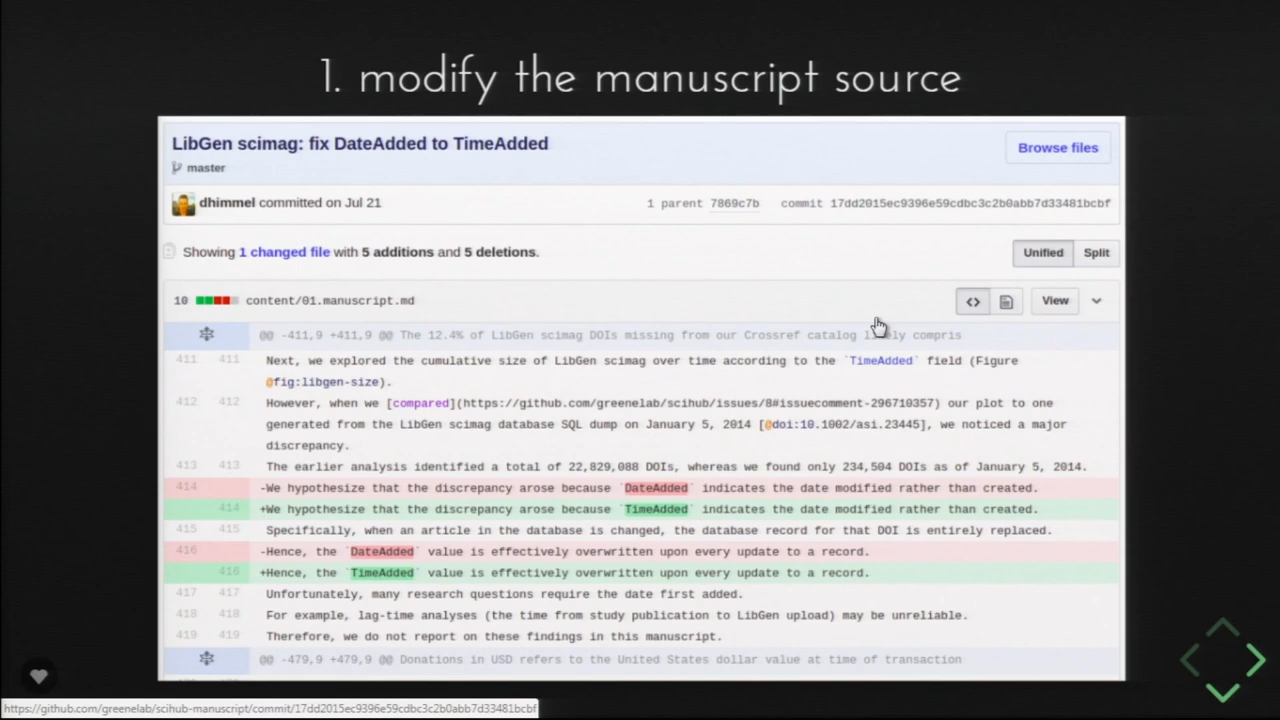 1. modify the manuscript source
LibGen scimag: fix DateAdded to TimeAdded
Browse files
master
dhimmel committed on Jul 21
1 parent 7869c7b commit 17dd2015ec9396e59cdbc3c2b0abb7d33481bcbf
Showing 1 changed file with 5 additions and 5 deletions.
Unified Split
10 content/01.manuscript.md
<> View
@@ -411,9 +411,9 @@ The 12.4% of LibGen scimag DOIs missing from our Crossref catalog compris
411 411 Next, we explored the cumulative size of LibGen scimag over time according to the `TimeAdded` field (Figure
@fig:libgen-size).
412 412 However, when we [compared](https://github.com/greenelab/scihub/issues/8#issuecomment-296710357) our plot to one
generated from the LibGen scimag database SQL dump on January 5, 2014 [@doi:10.1002/asi.23445], we noticed a major
discrepancy.
413 413 The earlier analysis identified a total of 22,829,088 DOIs, whereas we found only 234,504 DOIs as of January 5, 2014.
414 -We hypothesize that the discrepancy arose because `DateAdded` indicates the date modified rather than created.
414 +We hypothesize that the discrepancy arose because `TimeAdded` indicates the date modified rather than created.
415 415 Specifically, when an article in the database is changed, the database record for that DOI is entirely replaced.
416 -Hence, the `DateAdded` value is effectively overwritten upon every update to a record.
416 +Hence, the `TimeAdded` value is effectively overwritten upon every update to a record.
417 417 Unfortunately, many research questions require the date first added.
418 418 For example, lag-time analyses (the time from study publication to LibGen upload) may be unreliable.
419 419 Therefore, we do not report on these findings in this manuscript.
@@ -479,9 +479,9 @@ Donations in USD refers to the United States dollar value at time of transaction
https://github.com/greenelab/scihub-manuscript/commit/17dd2015ec9396e59cdbc3c2b0abb7d33481bcbf